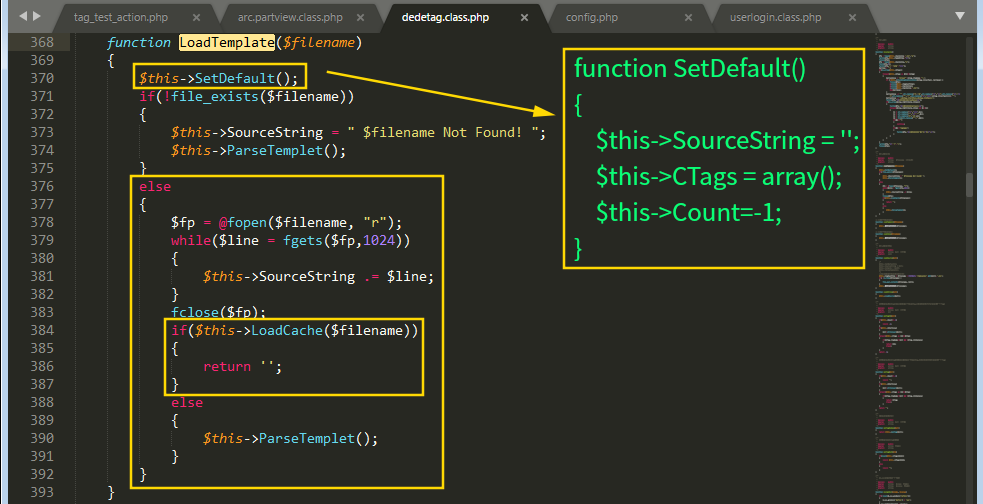 tag_test_action.php × arc.partview.class.php × dedetag.class.php × config.php × userlogin.class.php ×
368 function LoadTemplate($filename)
369 {
370 $this->SetDefault();
371 if(!file_exists($filename))
372 {
373 $this->SourceString = " $filename Not Found! ";
374 $this->ParseTemplet();
375 }
376 else
377 {
378 $fp = @fopen($filename, "r");
379 while($line = fgets($fp,1024))
380 {
381 $this->SourceString .= $line;
382 }
383 fclose($fp);
384 if($this->LoadCache($filename))
385 {
386 return '';
387 }
388 else
389 {
390 $this->ParseTemplet();
391 }
392 }
393 }
function SetDefault()
{
$this->SourceString = '';
$this->CTags = array();
$this->Count=-1;
}